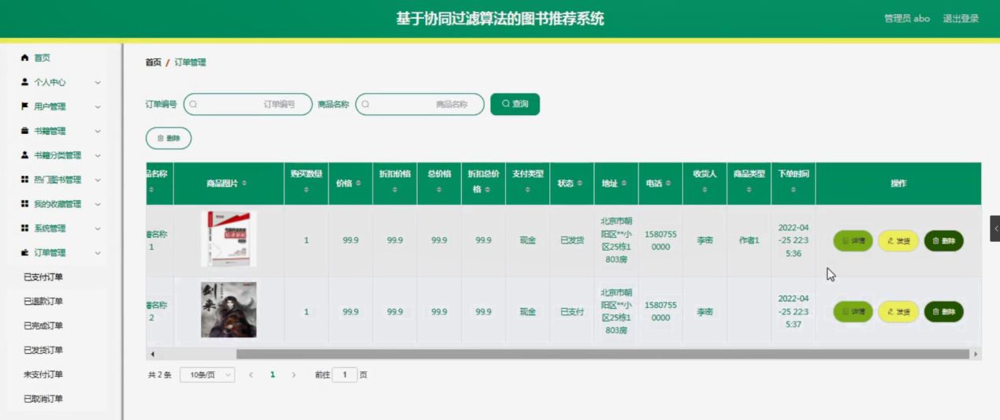 基于协同过滤算法的图书推荐系统
管理员 abo 退出登录
首页
个人中心
用户管理
书籍管理
书籍分类管理
热门图书管理
我的收藏管理
系统管理
订单管理
已支付订单
已退款订单
已完成订单
已发货订单
未支付订单
已取消订单
首页 / 订单管理
订单编号 订单编号 商品名称 商品名称 查询
删除
品名称 商品图片 购买数量 价格 折扣价格 总价格 折扣总价格 支付类型 状态 地址 电话 收货人 商品类型 下单时间 操作
籍名称1 1 99.9 99.9 99.9 99.9 现金 已发货 北京市朝阳区**小区25栋1803房 15807550000 李密 作者1 2022-04-25 22:35:36 详情 发货 删除
剑来
籍名称2 1 99.9 99.9 99.9 99.9 现金 已支付 北京市朝阳区**小区25栋1803房 15807550000 李密 2022-04-25 22:35:37 详情 发货 删除
共 2 条 10条/页 1 前往 1 页